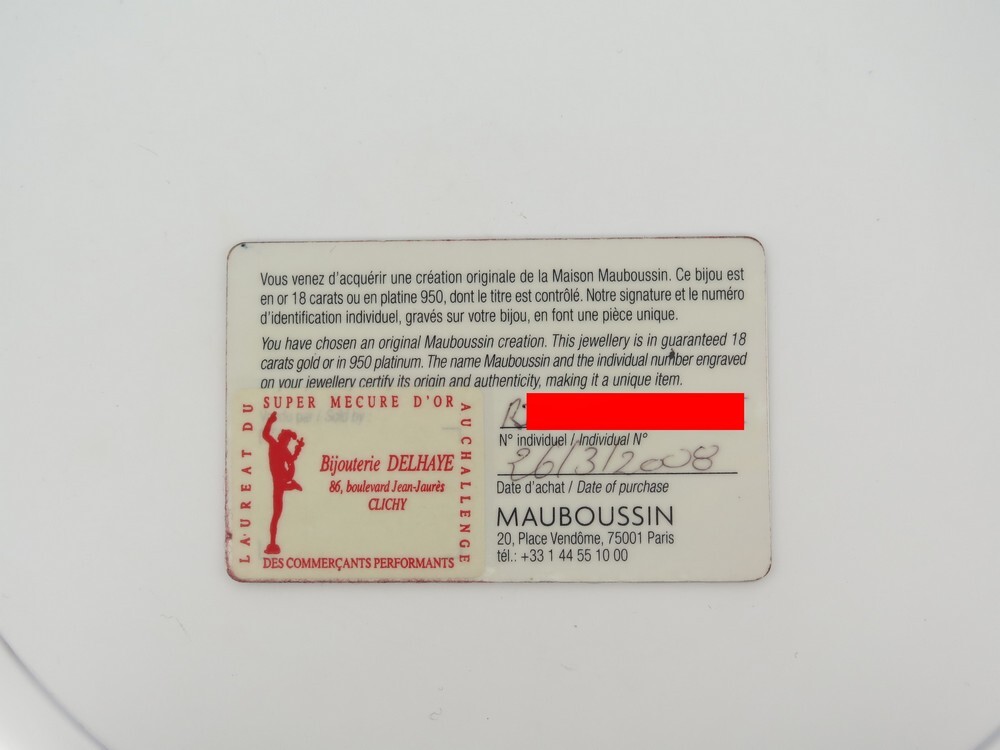 Vous venez d'acquérir une création originale de la Maison Mauboussin. Ce bijou est
en or 18 carats ou en platine 950, dont le titre est contrôlé. Notre signature et le numéro
d'identification individuel, gravés sur votre bijou, en font une pièce unique.
You have chosen an original Mauboussin creation. This jewellery is in guaranteed 18
carats gold or in 950 platinum. The name Mauboussin and the individual number engraved
on your jewellery certify its origin and authenticity, making it a unique item.
LAUREAT DU
SUPER MECURE D'OR
AU CHALLENGE
DES COMMERÇANTS PERFORMANTS
Bijouterie DELHAYE
86, boulevard Jean-Jaurès
CLICHY
R
N° individuel / Individual N°
26/3/2008
Date d'achat / Date of purchase
MAUBOUSSIN
20, Place Vendôme, 75001 Paris
tél.: +33 1 44 55 10 00